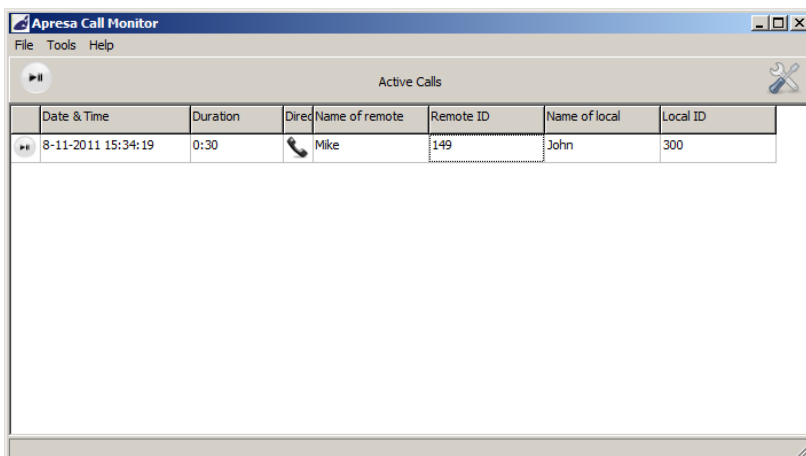 Apresa Call Monitor
File Tools Help
Active Calls
Date & Time Duration Direc Name of remote Remote ID Name of local Local ID
8-11-2011 15:34:19 0:30 Mike 149 John 300